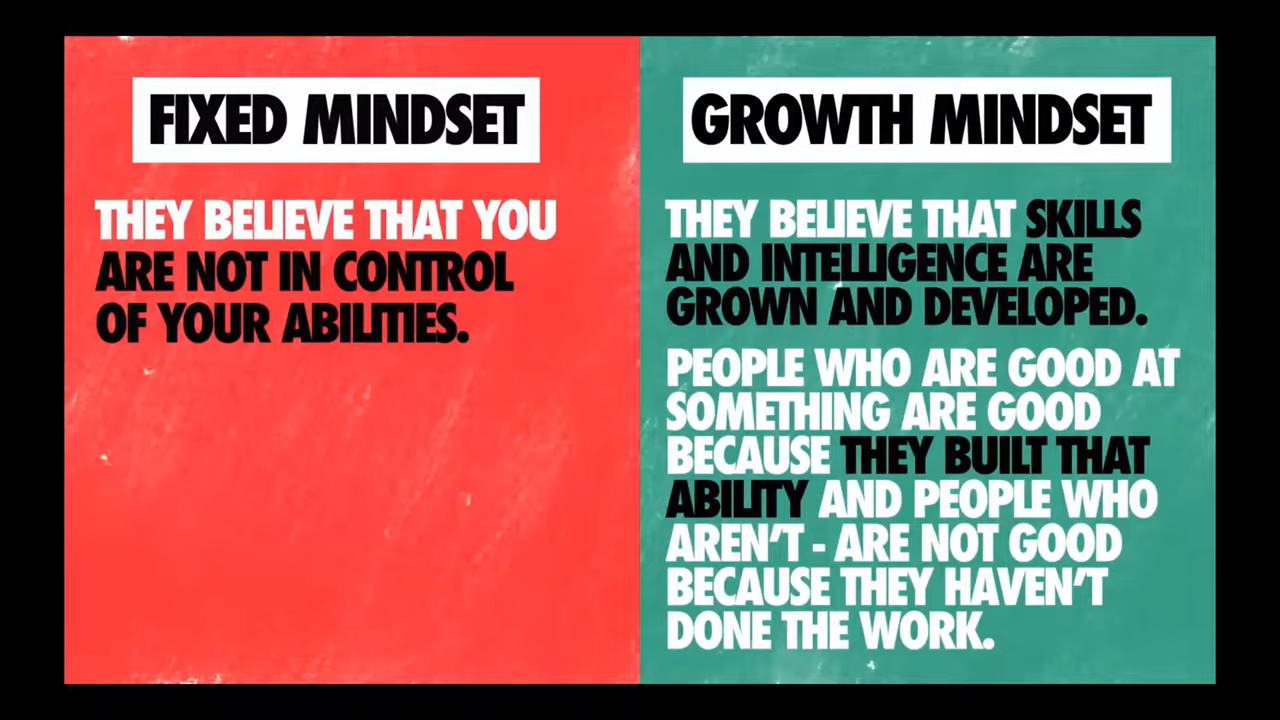 FIXED MINDSET
THEY BELIEVE THAT YOU
ARE NOT IN CONTROL
OF YOUR ABILITIES.
GROWTH MINDSET
THEY BELIEVE THAT SKILLS
AND INTELLIGENCE ARE
GROWN AND DEVELOPED.
PEOPLE WHO ARE GOOD AT
SOMETHING ARE GOOD
BECAUSE THEY BUILT THAT
ABILITY AND PEOPLE WHO
AREN'T - ARE NOT GOOD
BECAUSE THEY HAVEN'T
DONE THE WORK.